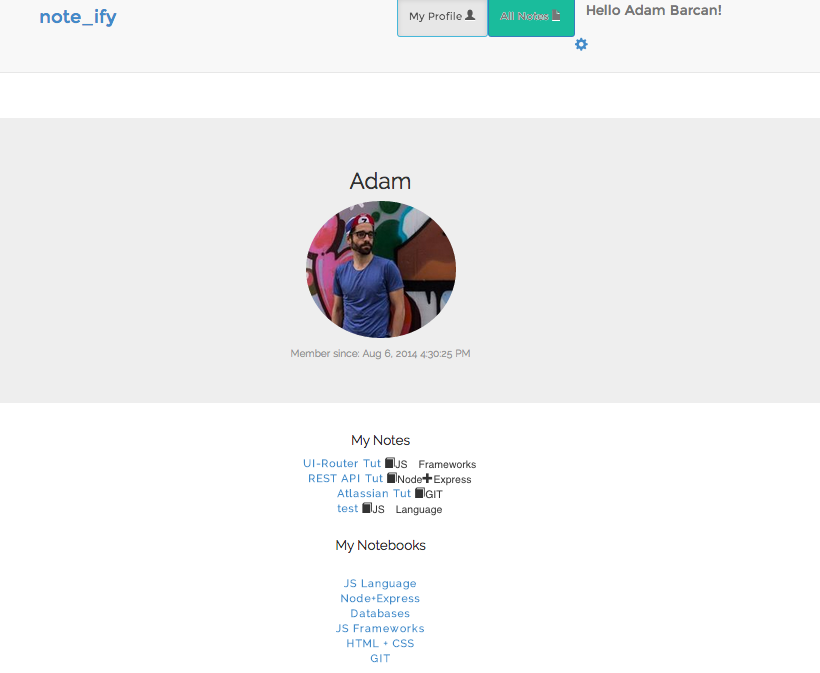 note_ify
My Profile
All Notes
Hello Adam Barcan!
Adam
Member since: Aug 6, 2014 4:30:25 PM
My Notes
UI-Router Tut JS Frameworks
REST API Tut Node+Express
Atlassian Tut GIT
test JS Language
My Notebooks
JS Language
Node+Express
Databases
JS Frameworks
HTML + CSS
GIT